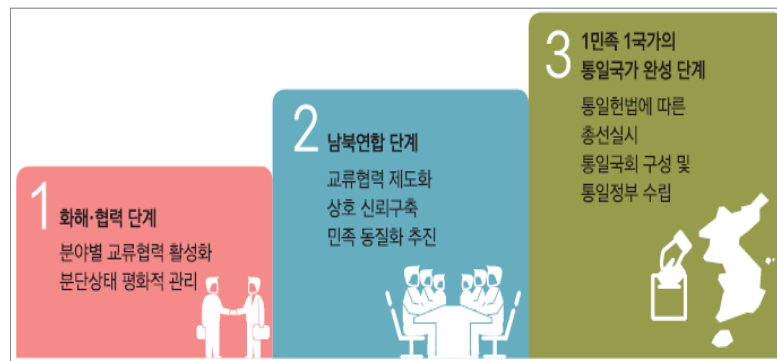 1
화해·협력 단계
분야별 교류협력 활성화
분단상태 평화적 관리
2
남북연합 단계
교류협력 제도화
상호 신뢰구축
민족 동질화 추진
3
1민족 1국가의
통일국가 완성 단계
통일헌법에 따른
총선실시
통일국회 구성 및
통일정부 수립